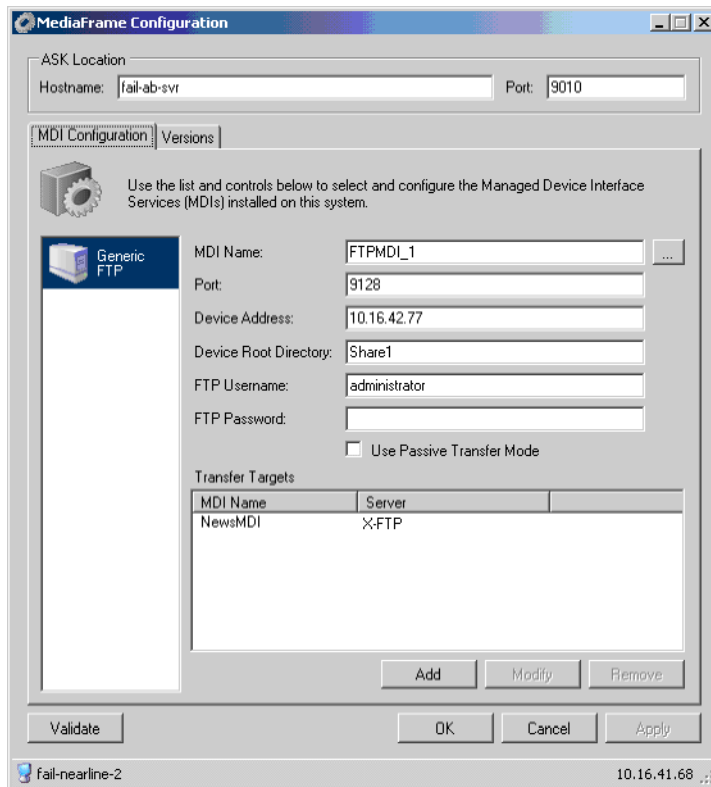 MediaFrame Configuration
ASK Location
Hostname: fail-ab-svr Port: 9010
MDI Configuration Versions
Use the list and controls below to select and configure the Managed Device Interface
Services (MDIs) installed on this system.
Generic
FTP
MDI Name: FTPMDI_1 ...
Port: 9128
Device Address: 10.16.42.77
Device Root Directory: Share1
FTP Username: administrator
FTP Password:
Use Passive Transfer Mode
Transfer Targets
MDI Name Server
NewsMDI X-FTP
Add Modify Remove
Validate OK Cancel Apply
fail-nearline-2 10.16.41.68